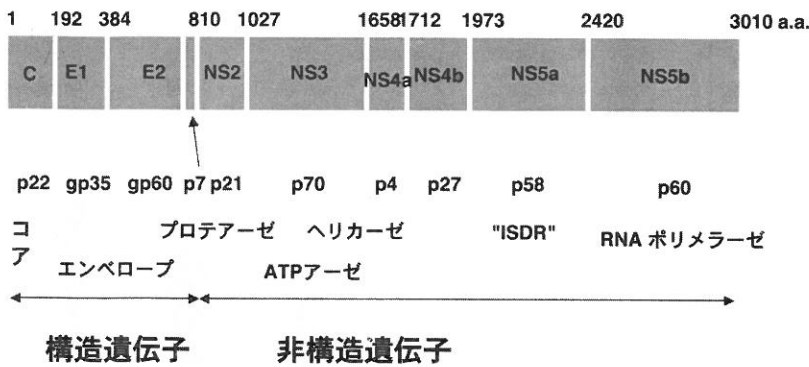 1 192 384 810 1027 1658 1712 1973 2420 3010 a.a.
C E1 E2 NS2 NS3 NS4a NS4b NS5a NS5b
p22 gp35 gp60 p7 p21 p70 p4 p27 p58 p60
コア プロテアーゼ ヘリカーゼ "ISDR" RNA ポリメラーゼ
エンベロープ ATPアーゼ
構造遺伝子 非構造遺伝子